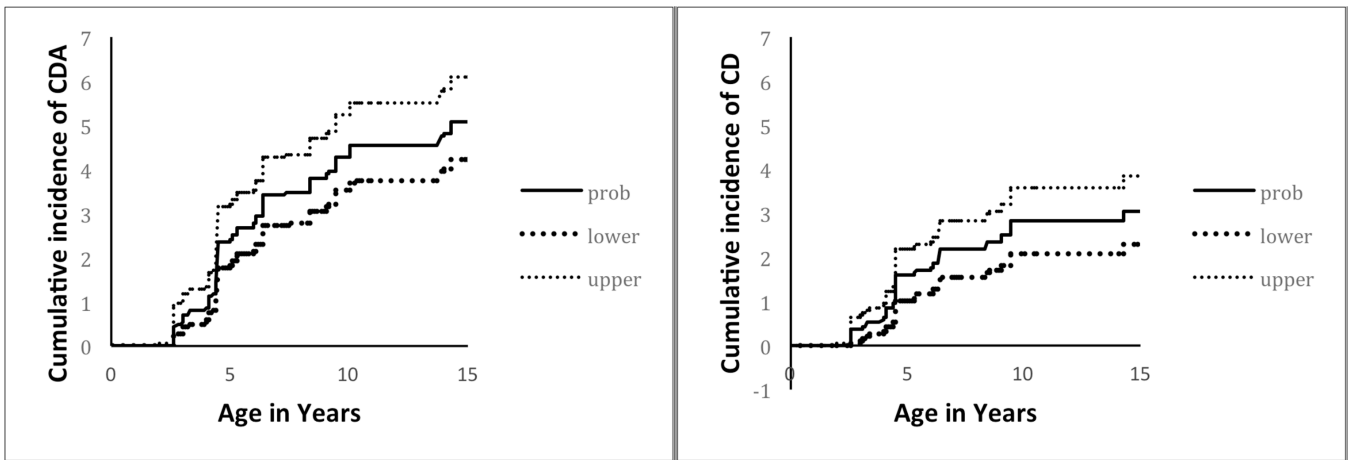 Cumulative incidence of CDA
7
6
5
4
3
2
1
0
0 5 10 15
Age in Years
prob
lower
upper
Cumulative incidence of CD
7
6
5
4
3
2
1
0
-1
0 5 10 15
Age in Years
prob
lower
upper